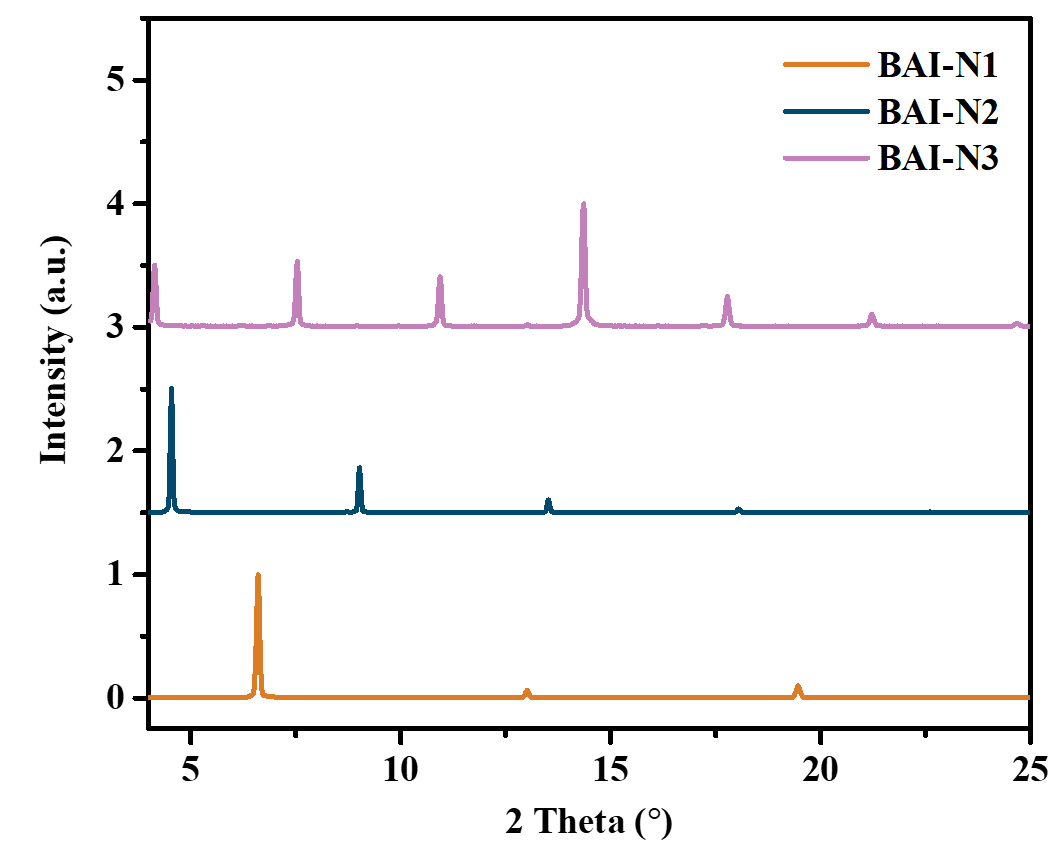 BAI-N1
BAI-N2
BAI-N3
5
4
3
2
1
0
Intensity (a.u.)
5 10 15 20 25
2 Theta (°)